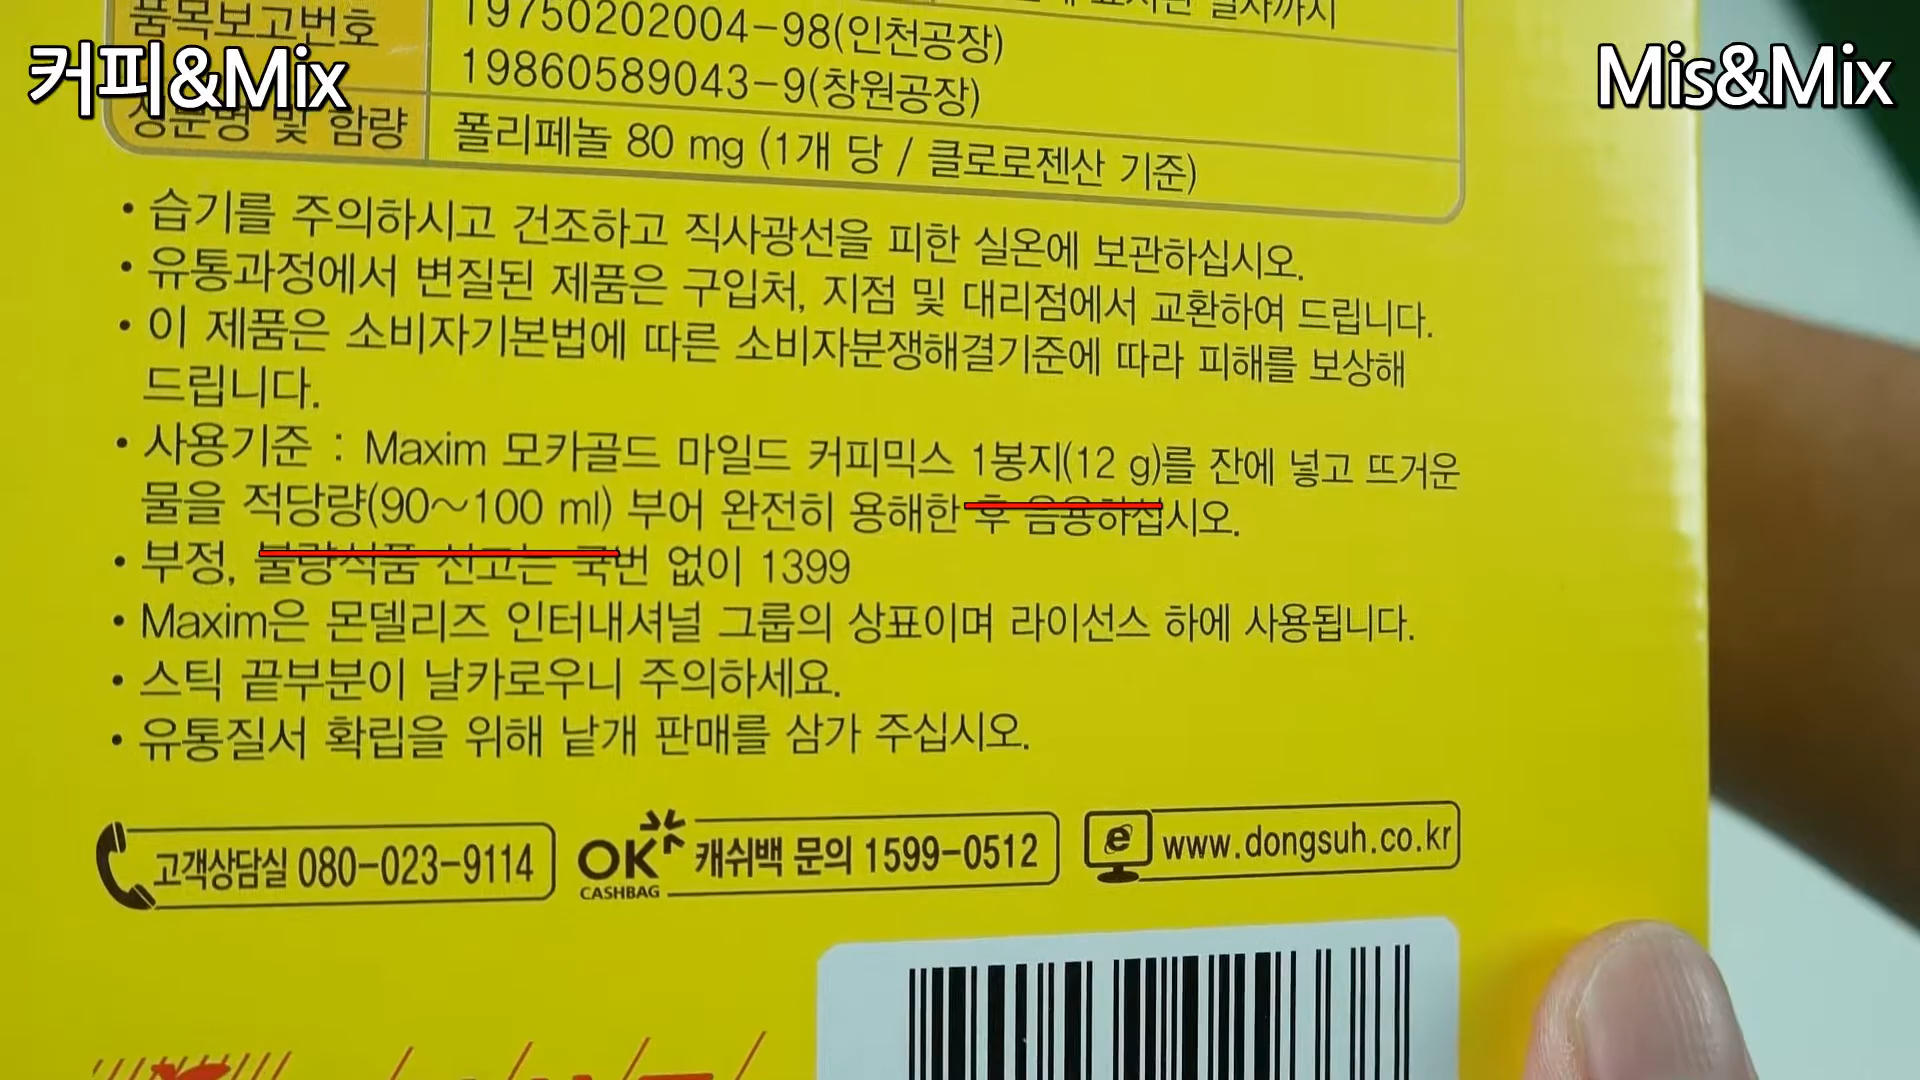 품목보고번호
19750202004-98(인천공장)
19860589043-9(창원공장)
커피&Mix
Mis&Mix
성분명 및 함량
폴리페놀 80 mg (1개 당 / 클로로젠산 기준)
• 습기를 주의하시고 건조하고 직사광선을 피한 실온에 보관하십시오.
• 유통과정에서 변질된 제품은 구입처, 지점 및 대리점에서 교환하여 드립니다.
• 이 제품은 소비자기본법에 따른 소비자분쟁해결기준에 따라 피해를 보상해
드립니다.
• 사용기준 : Maxim 모카골드 마일드 커피믹스 1봉지(12 g)를 잔에 넣고 뜨거운
물을 적당량(90~100 ml) 부어 완전히 용해한 후 음용하십시오.
• 부정, 불량식품 신고는 국번 없이 1399
• Maxim은 몬델리즈 인터내셔널 그룹의 상표이며 라이선스 하에 사용됩니다.
• 스틱 끝부분이 날카로우니 주의하세요.
• 유통질서 확립을 위해 낱개 판매를 삼가 주십시오.
고객상담실 080-023-9114
OK CASHBAG 캐쉬백 문의 1599-0512
www.dongsuh.co.kr